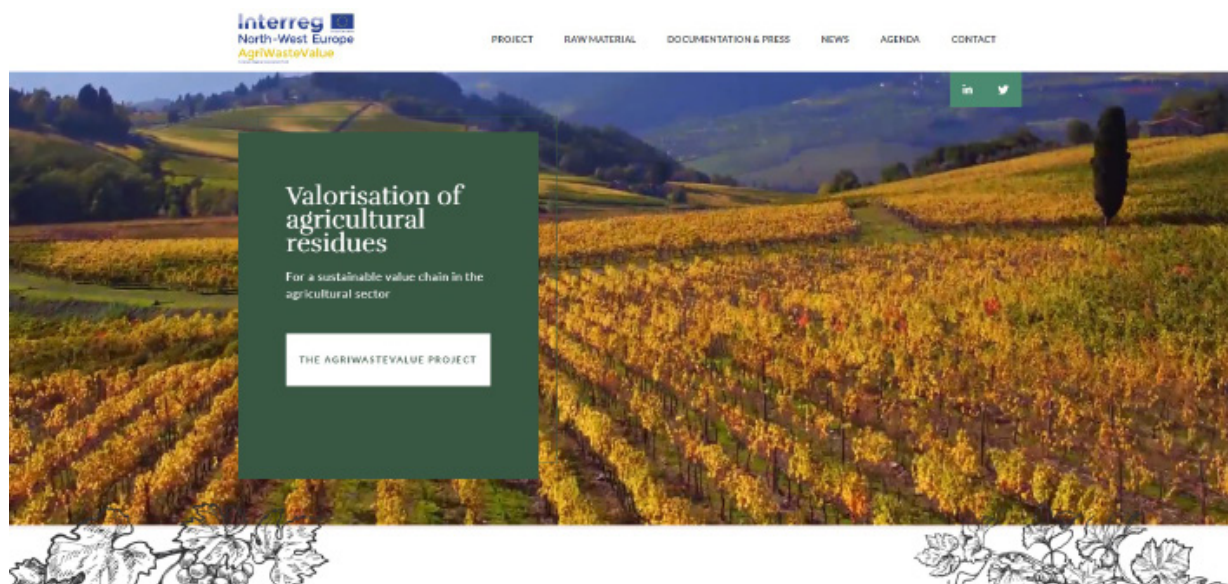 Interreg
North-West Europe
AgriWasteValue
PROJECT RAW MATERIAL DOCUMENTATION & PRESS NEWS AGENDA CONTACT
in
Valorisation of
agricultural
residues
For a sustainable value chain in the
agricultural sector
THE AGRIWASTEVALUE PROJECT